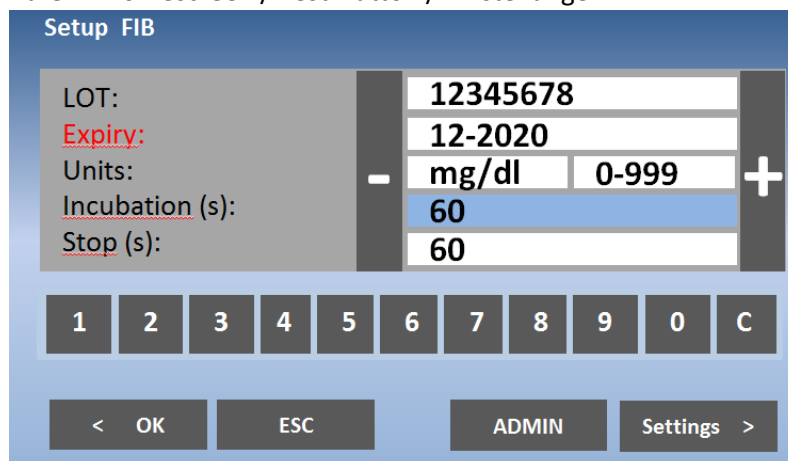 Setup FIB
LOT: 12345678
Expiry: 12-2020
Units: mg/dl 0-999
Incubation (s): 60
Stop (s): 60
- +
1 2 3 4 5 6 7 8 9 0 C
< OK ESC ADMIN Settings >